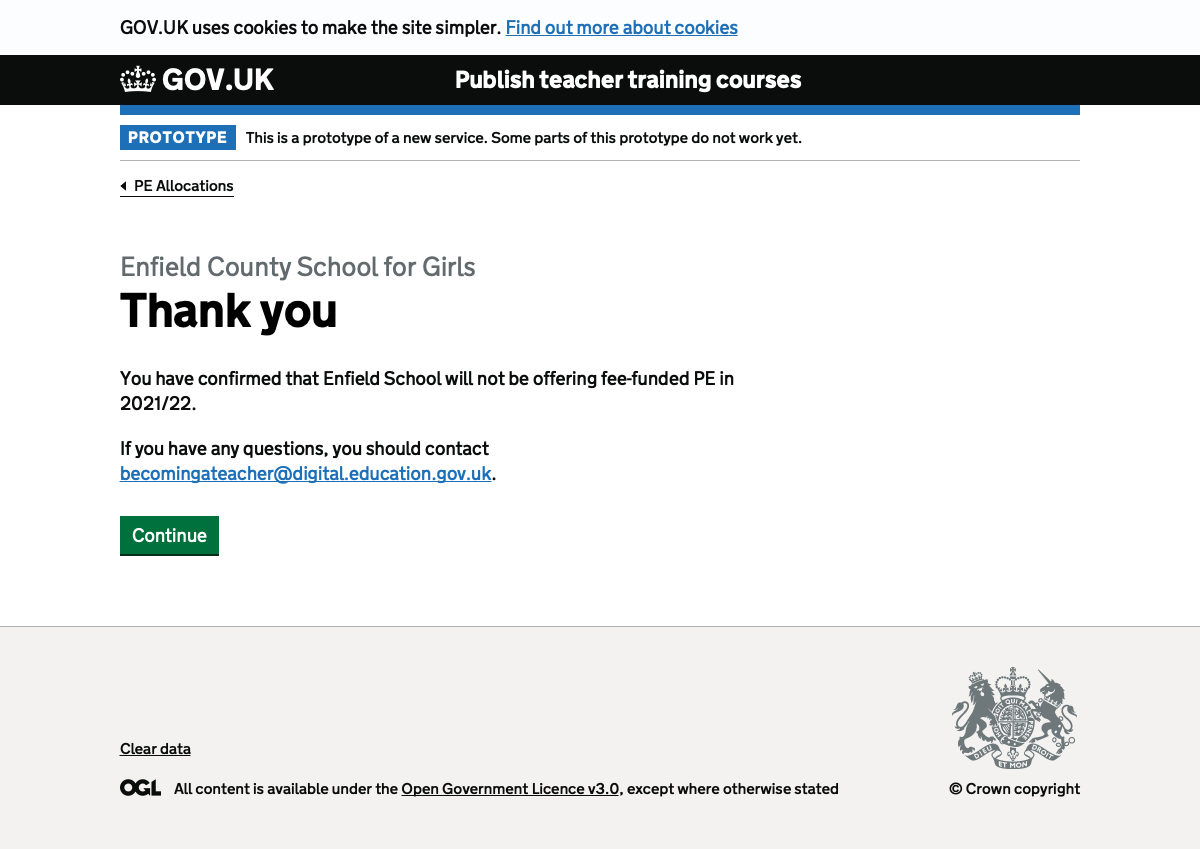 GOV.UK uses cookies to make the site simpler. Find out more about cookies
GOV.UK Publish teacher training courses
PROTOTYPE This is a prototype of a new service. Some parts of this prototype do not work yet.
PE Allocations
Enfield County School for Girls
Thank you
You have confirmed that Enfield School will not be offering fee-funded PE in
2021/22.
If you have any questions, you should contact
becomingateacher@digital.education.gov.uk.
Continue
Clear data
OGL All content is available under the Open Government Licence v3.0, except where otherwise stated
DIEU ET MON DROIT
© Crown copyright